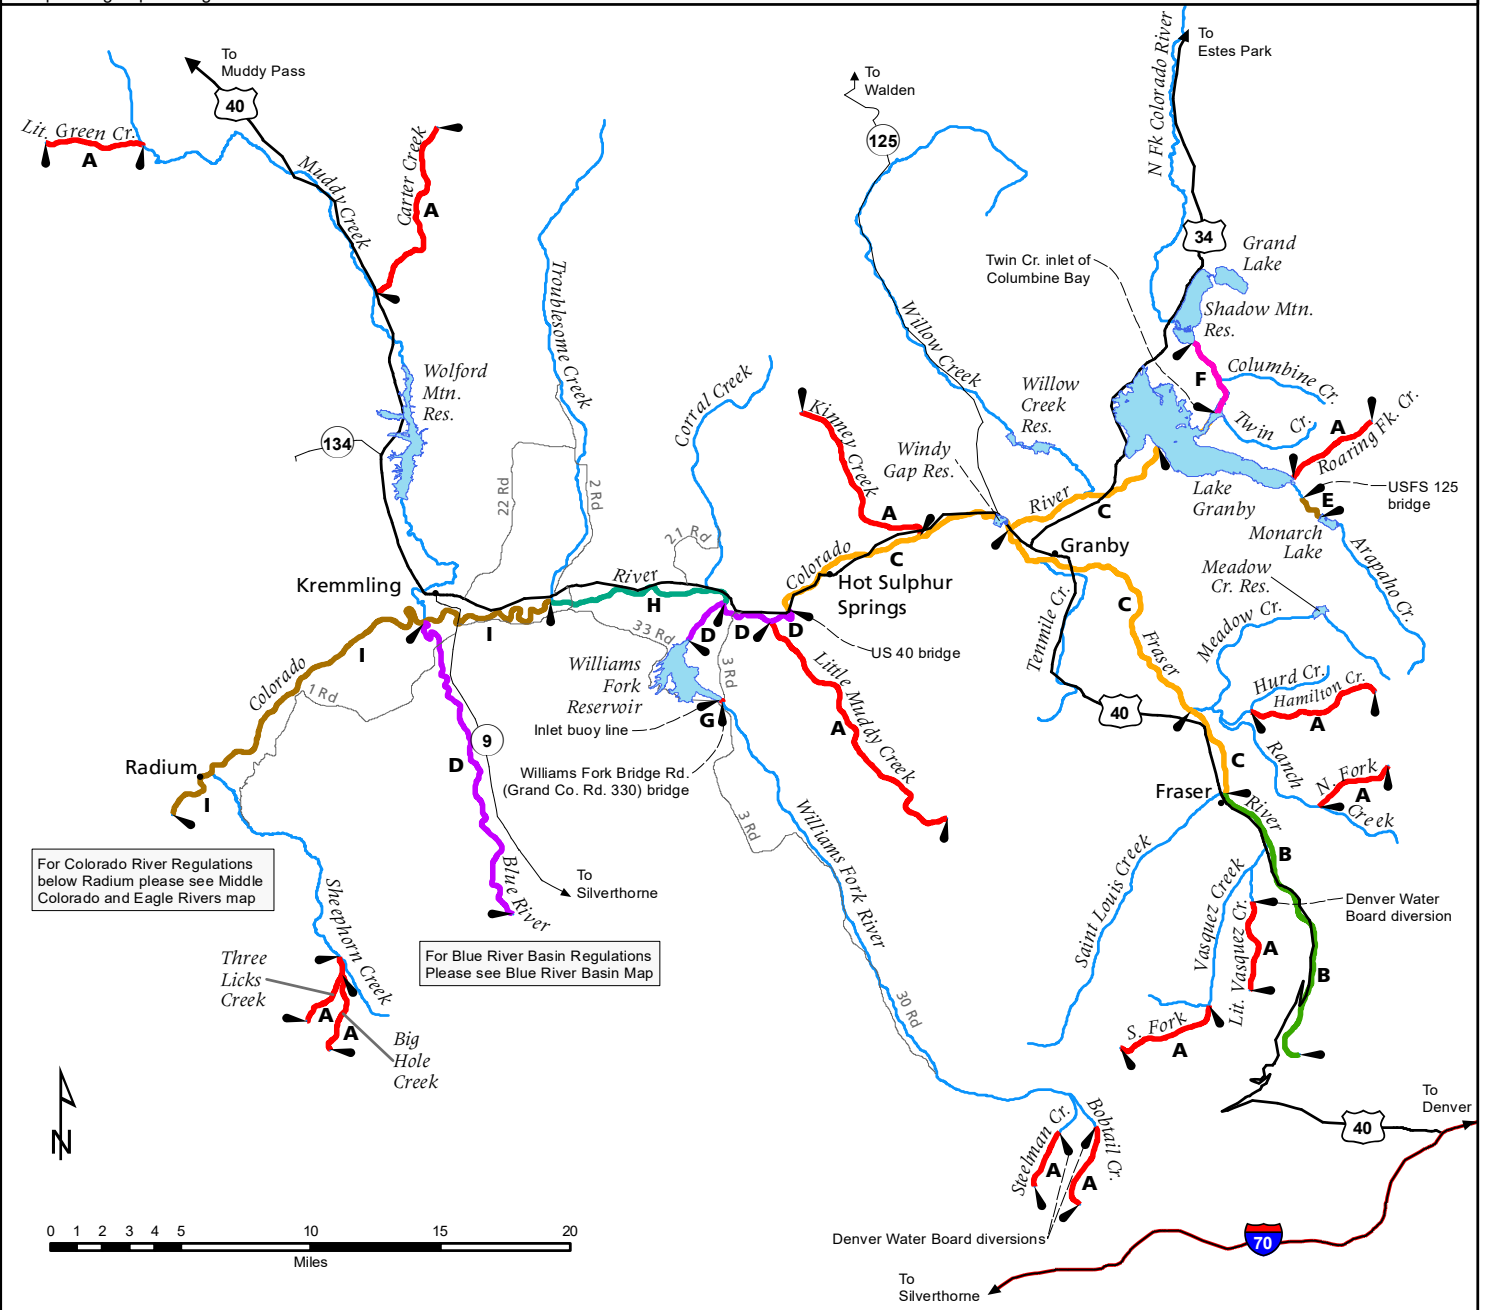 To
Muddy Pass
40
Lit. Green Cr.
A
Muddy Creek
Carter Creek
A
To
Walden
125
N Fk Colorado River
To
Estes Park
34
Grand
Lake
Twin Cr. inlet of
Columbine Bay
Shadow Mtn.
Res.
Troublesome Creek
Willow Creek
Wolford
Mtn.
Res.
Corral Creek
Kinney Creek
A
Willow
Creek
Res.
F
Columbine Cr.
Twin Cr.
A
Roaring Fk. Cr.
134
Windy
Gap Res.
22 Rd
2 Rd
21 Rd
River
C
Lake
Granby
E
USFS 125
bridge
Monarch
Lake
Arapaho Cr.
Granby
Colorado
C
Hot Sulphur
Springs
Meadow
Cr. Res.
Meadow Cr.
Kremmling
River
H
I
I
33 Rd
D
D
D
US 40 bridge
3 Rd
Tenmile Cr.
C
Fraser
Hurd Cr.
Hamilton Cr.
A
Williams
Fork
Reservoir
Colorado
1 Rd
Inlet buoy line
G
Little Muddy Creek
A
40
Ranch
Creek
N. Fork
A
C
9
D
Radium
I
Williams Fork Bridge Rd.
(Grand Co. Rd. 330) bridge
3 Rd
Fraser
River
B
Williams Fork River
Saint Louis Creek
Vasquez Creek
Lit. Vasquez Cr.
A
Denver Water
Board diversion
B
For Colorado River Regulations
below Radium please see Middle
Colorado and Eagle Rivers map
Sheephorn Creek
Blue River
To
Silverthorne
For Blue River Basin Regulations
Please see Blue River Basin Map
Three
Licks
Creek
A
A
Big
Hole
Creek
30 Rd
S. Fork
A
N
To
Denver
40
Steelman Cr.
A
Bobtail Cr.
A
Denver Water Board diversions
0 1 2 3 4 5 10 15 20
Miles
70
To
Silverthorne